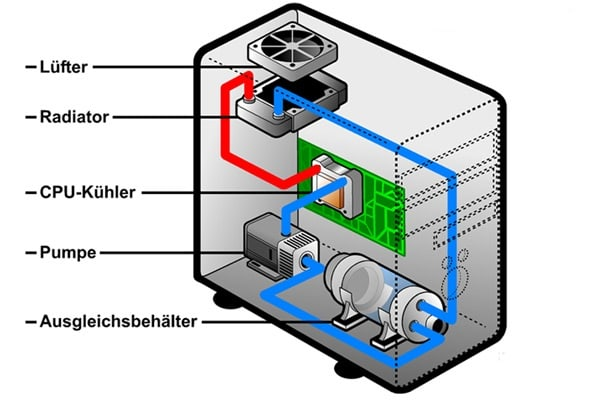 Lüfter
Radiator
CPU-Kühler
Pumpe
Ausgleichsbehälter